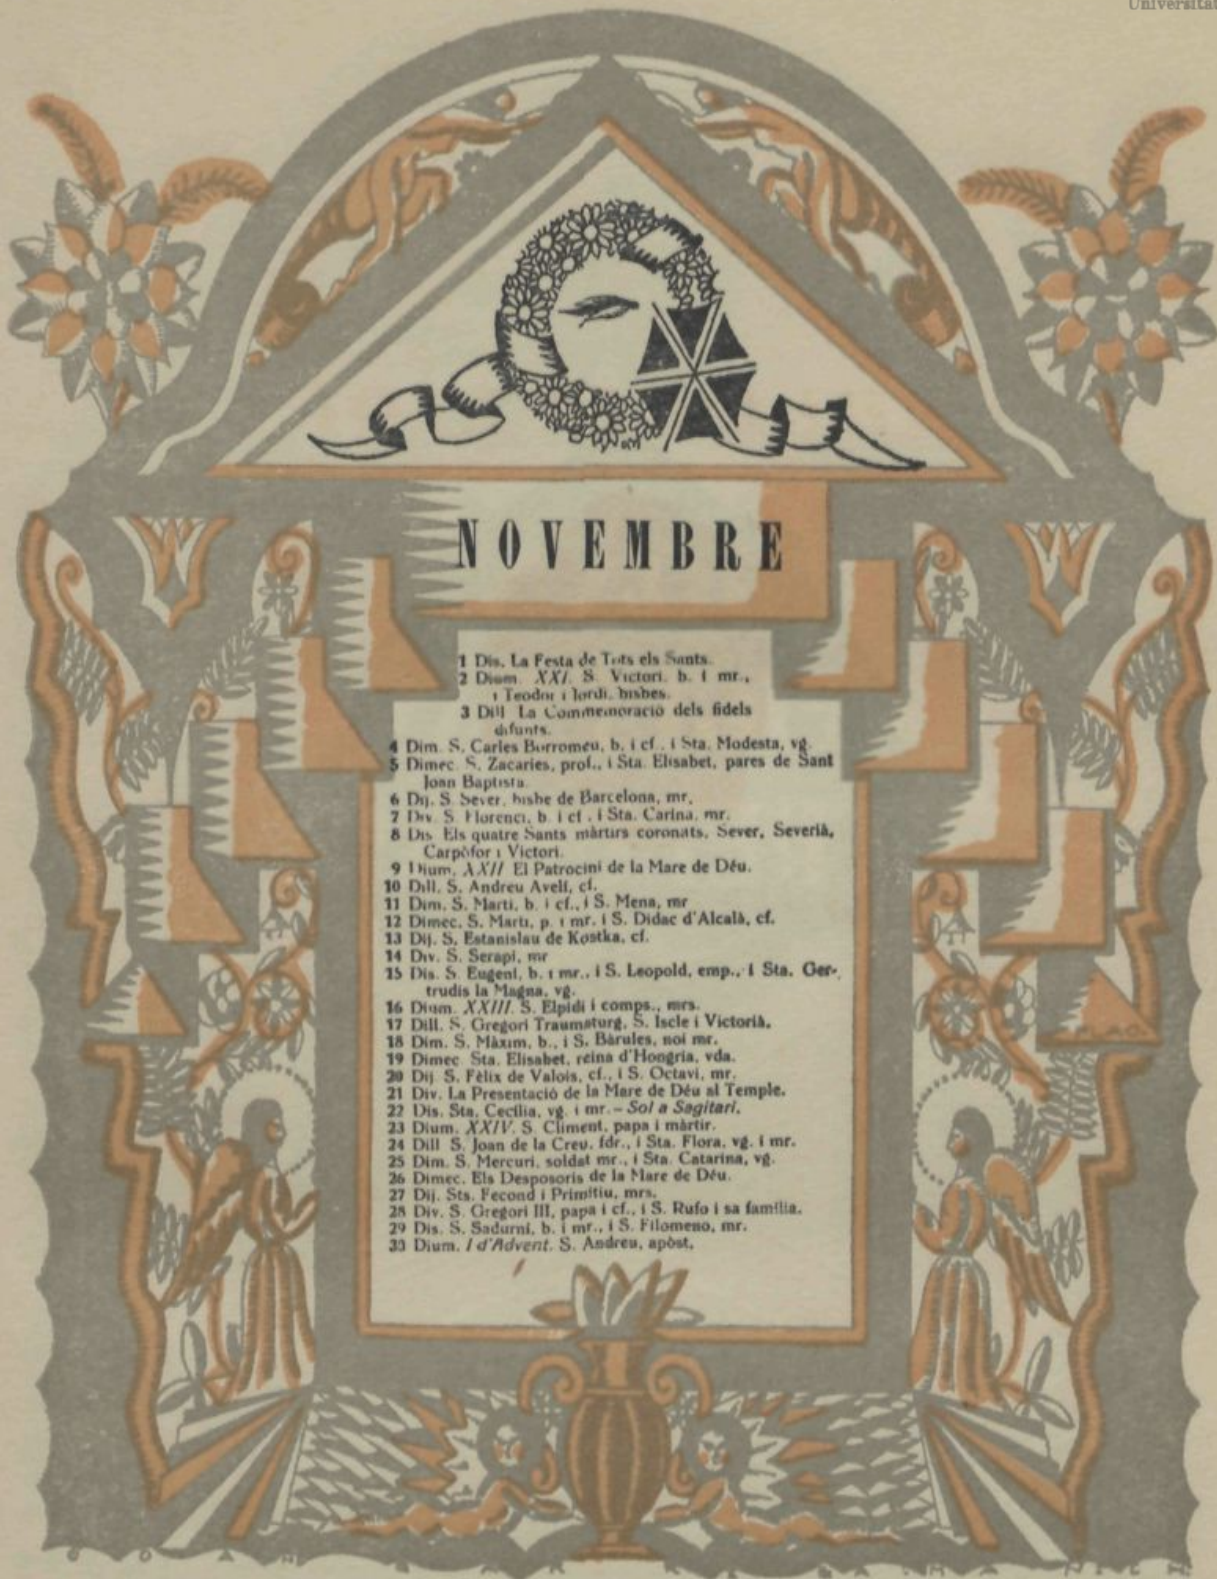 Universitat
NOVEMBRE
1 Dis. La Festa de Tots els Sants.
2 Dium. XXI. S. Victorí, b. i mr.,
i Teodor i Jordi, bisbes.
3 Dill La Commemoració dels fidels
difunts.
4 Dim. S. Carles Borromeu, b. i cf., i Sta. Modesta, vg.
5 Dimec. S. Zacaries, prof., i Sta. Elisabet, pares de Sant
Joan Baptista.
6 Dij. S. Sever, bisbe de Barcelona, mr.
7 Div. S. Florenci, b. i cf., i Sta. Carina, mr.
8 Dis. Els quatre Sants màrtirs coronats, Sever, Severià,
Carpòfor i Victorí.
9 Dium. XXII El Patrocini de la Mare de Déu.
10 Dill. S. Andreu Avelí, cf.
11 Dim. S. Martí, b. i cf., i S. Mena, mr
12 Dimec. S. Martí, p. i mr. i S. Dídac d'Alcalà, cf.
13 Dij. S. Estanislau de Kostka, cf.
14 Div. S. Serapi, mr
15 Dis. S. Eugeni, b. i mr., i S. Leopold, emp., i Sta. Ger-
trudis la Magna, vg.
16 Dium. XXIII. S. Elpidi i comps., mrs.
17 Dill. S. Gregori Traumaturg, S. Iscle i Victorià.
18 Dim. S. Màxim, b., i S. Bàrules, noi mr.
19 Dimec. Sta. Elisabet, reina d'Hongria, vda.
20 Dij. S. Fèlix de Valois, cf., i S. Octavi, mr.
21 Div. La Presentació de la Mare de Déu al Temple.
22 Dis. Sta. Cecília, vg. i mr. – Sol a Sagitari.
23 Dium. XXIV. S. Climent, papa i màrtir.
24 Dill S. Joan de la Creu, fdr., i Sta. Flora, vg. i mr.
25 Dim. S. Mercuri, soldat mr., i Sta. Catarina, vg.
26 Dimec. Els Desposoris de la Mare de Déu.
27 Dij. Sts. Fecond i Primitiu, mrs.
28 Div. S. Gregori III, papa i cf., i S. Rufo i sa família.
29 Dis. S. Sadurní, b. i mr., i S. Filomeno, mr.
30 Dium. I d'Advent. S. Andreu, apòst.
JOAN